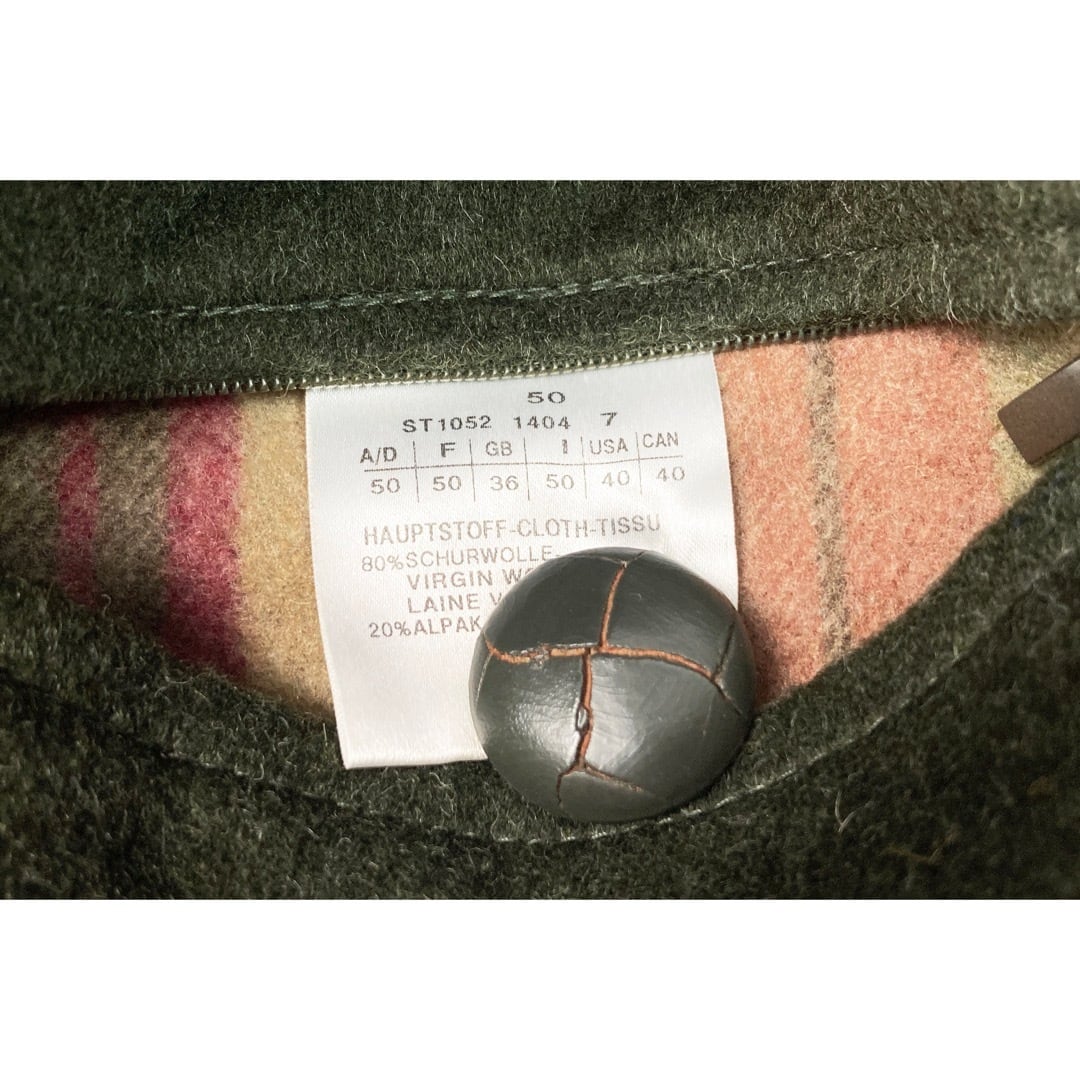 50
ST1052 1404 7
A/D F GB I USA CAN
50 50 36 50 40 40
HAUPTSTOFF-CLOTH-TISSU
80%SCHURWOLLE-
VIRGIN
LAINE
20%